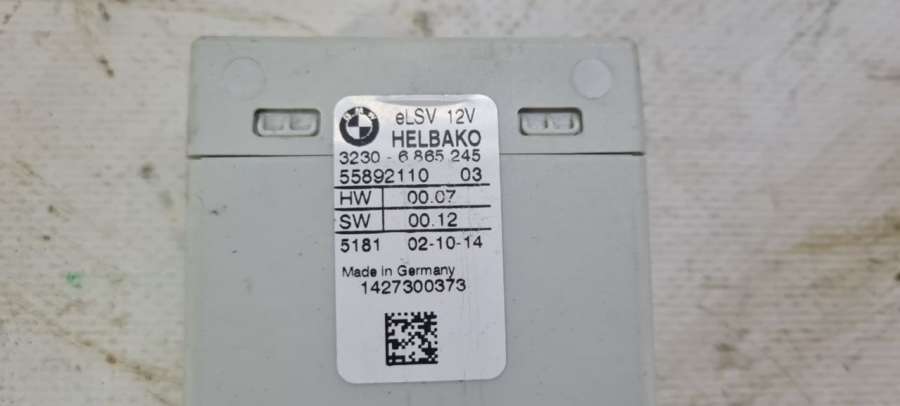 BMW
eLSV 12V
HELBAKO
3230 - 6 865 245
55892110 03
HW 00.07
SW 00.12
5181 02-10-14
Made in Germany
1427300373